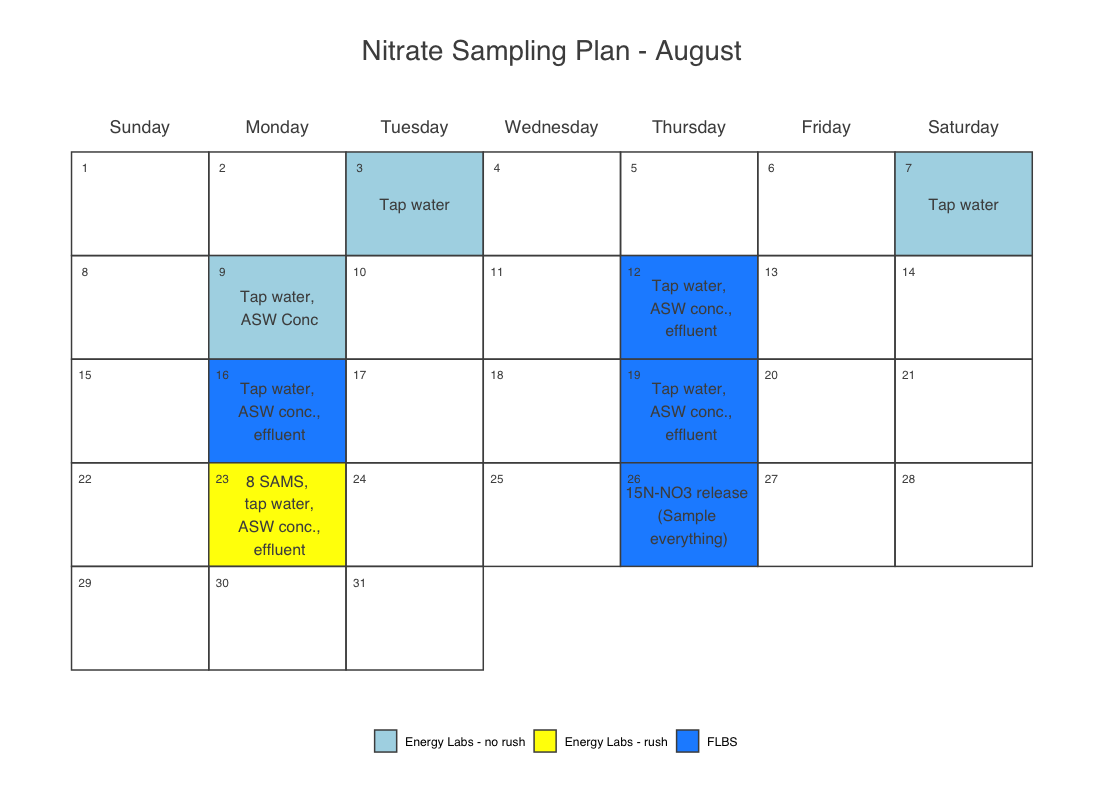 Nitrate Sampling Plan - August
Sunday Monday Tuesday Wednesday Thursday Friday Saturday
1 2 3 4 5 6 7
Tap water Tap water
8 9 10 11 12 13 14
Tap water,
ASW Conc
Tap water,
ASW conc.,
effluent
15 16 17 18 19 20 21
Tap water,
ASW conc.,
effluent
Tap water,
ASW conc.,
effluent
22 23 24 25 26 27 28
8 SAMS,
tap water,
ASW conc.,
effluent
15N-NO3 release
(Sample
everything)
29 30 31
Energy Labs - no rush Energy Labs - rush FLBS